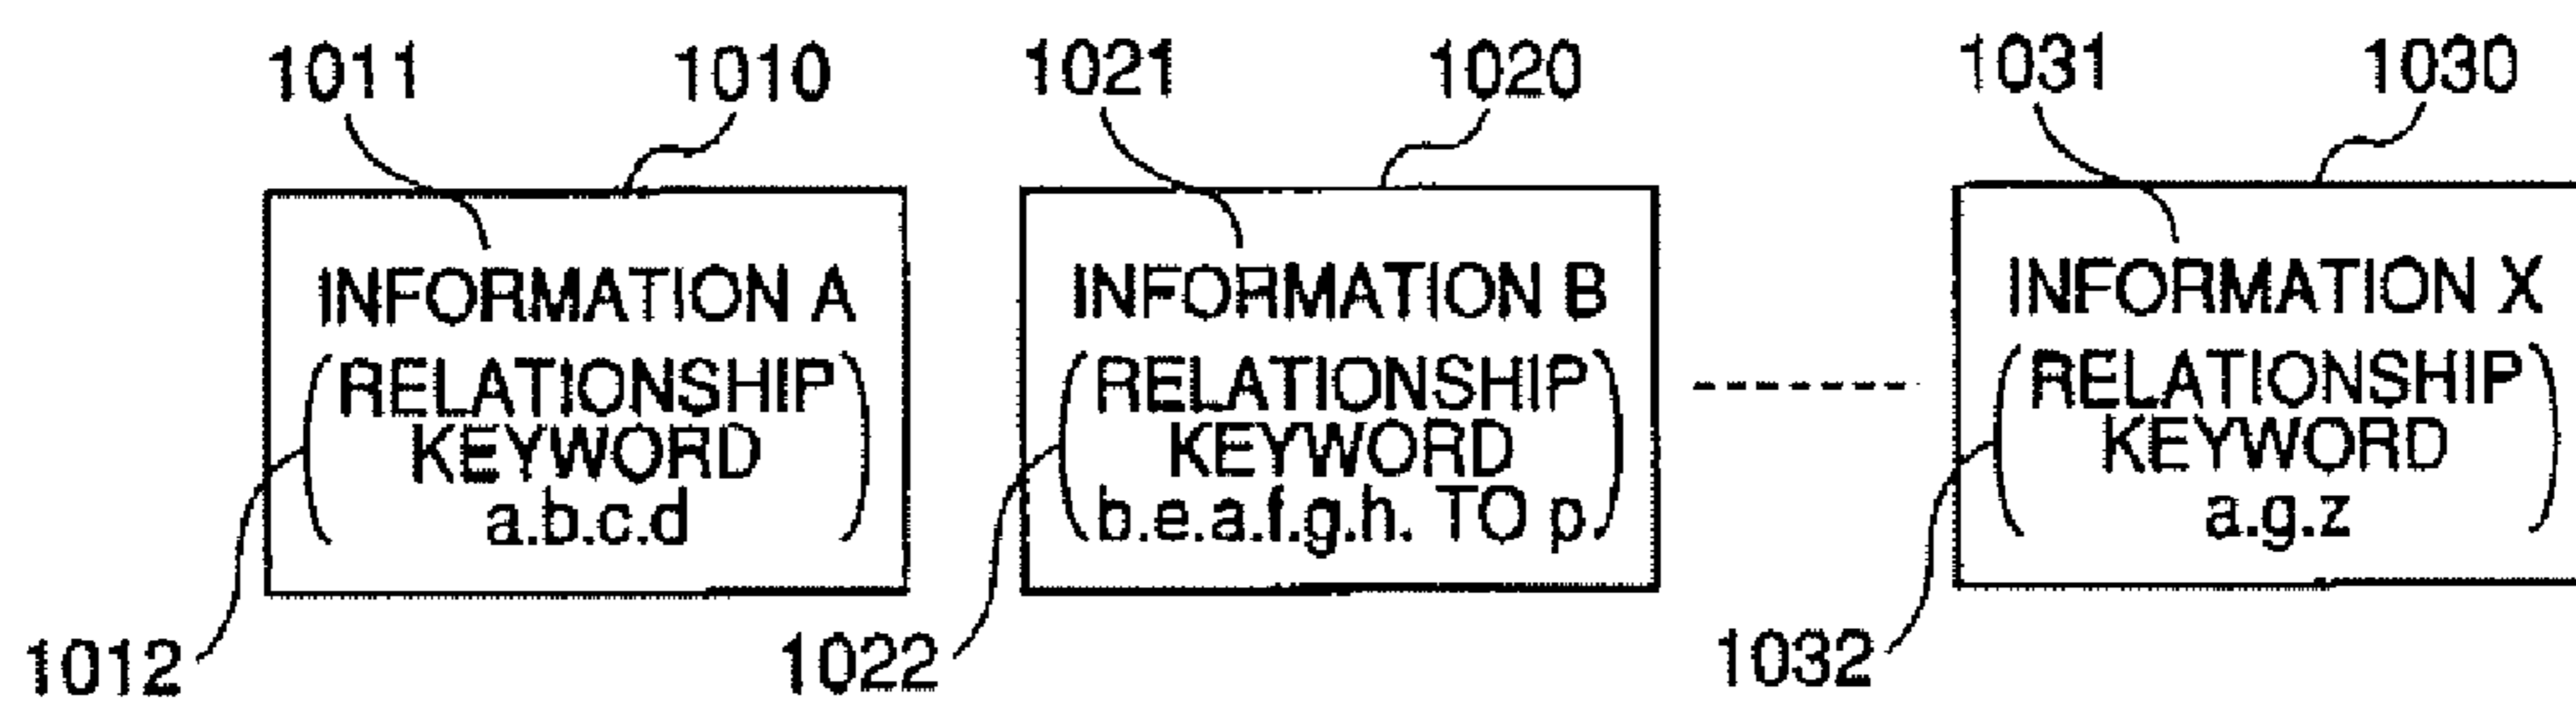 1011 1010 1021 1020 1031 1030
INFORMATION A
RELATIONSHIP
KEYWORD
a.b.c.d
INFORMATION B
RELATIONSHIP
KEYWORD
b.e.a.f.g.h. TO p.
INFORMATION X
RELATIONSHIP
KEYWORD
a.g.z
1012 1022 1032